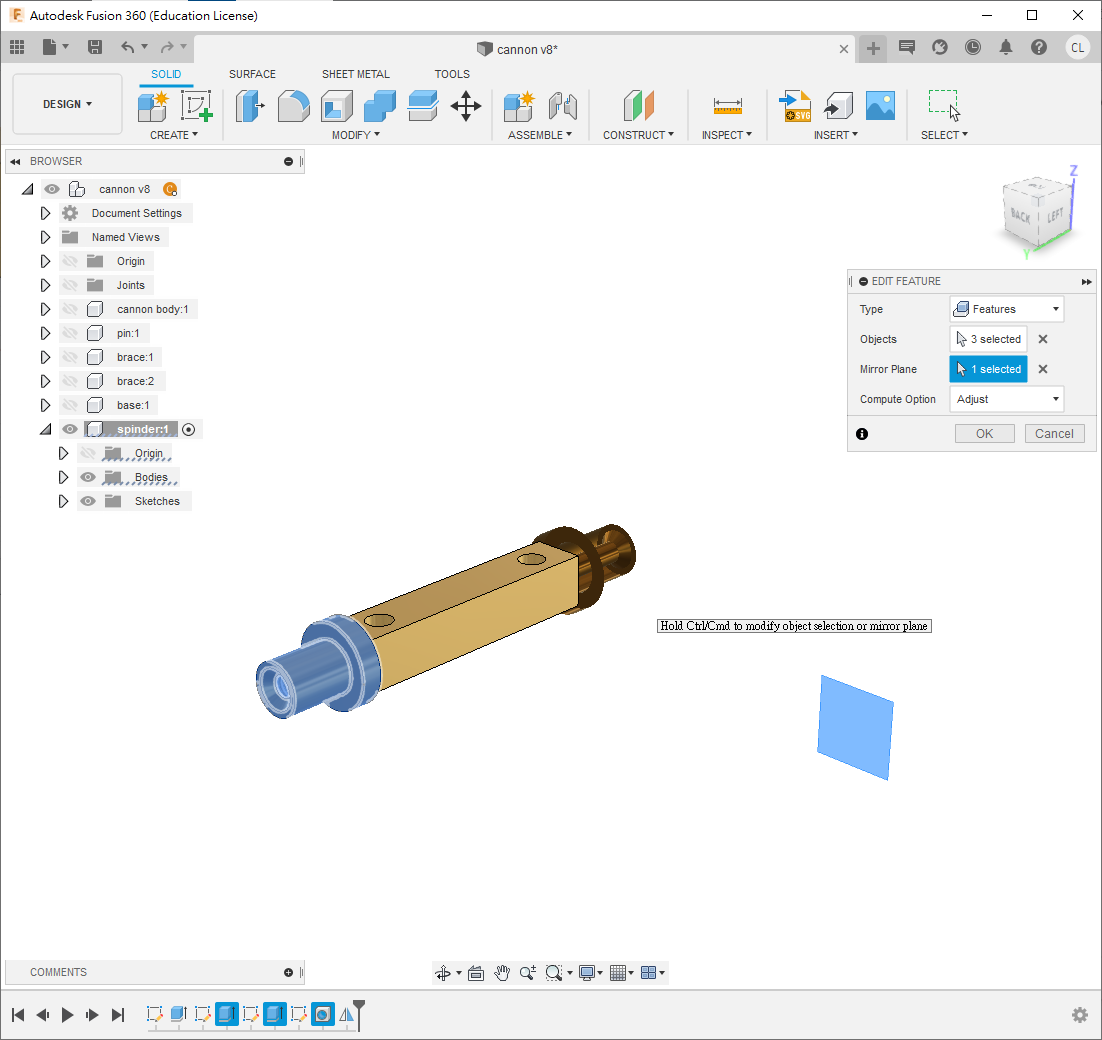 Autodesk Fusion 360 (Education License)
cannon v8*
CL
DESIGN
SOLID
SURFACE
SHEET METAL
TOOLS
CREATE
MODIFY
ASSEMBLE
CONSTRUCT
INSPECT
INSERT
SELECT
SVG
BROWSER
cannon v8
Document Settings
Named Views
Origin
Joints
cannon body:1
pin:1
brace:1
brace:2
base:1
spinder:1
Origin
Bodies
Sketches
Z
BACK
LEFT
Y
EDIT FEATURE
Type
Features
Objects
3 selected
Mirror Plane
1 selected
Compute Option
Adjust
OK
Cancel
Hold Ctrl/Cmd to modify object selection or mirror plane
COMMENTS